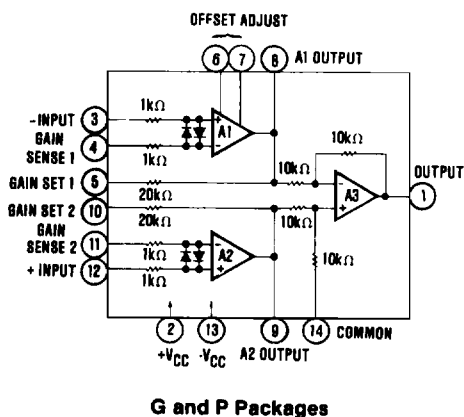 OFFSET ADJUST
6 7 8 A1 OUTPUT
-INPUT 3 1kΩ
GAIN SENSE 1 4 1kΩ
A1
GAIN SET 1 5 20kΩ 10kΩ 10kΩ
GAIN SET 2 10 20kΩ 10kΩ
A3 OUTPUT 1
GAIN SENSE 2 11 1kΩ
+ INPUT 12 1kΩ
A2
10kΩ
2 13 9 14 COMMON
+VCC -VCC A2 OUTPUT
G and P Packages